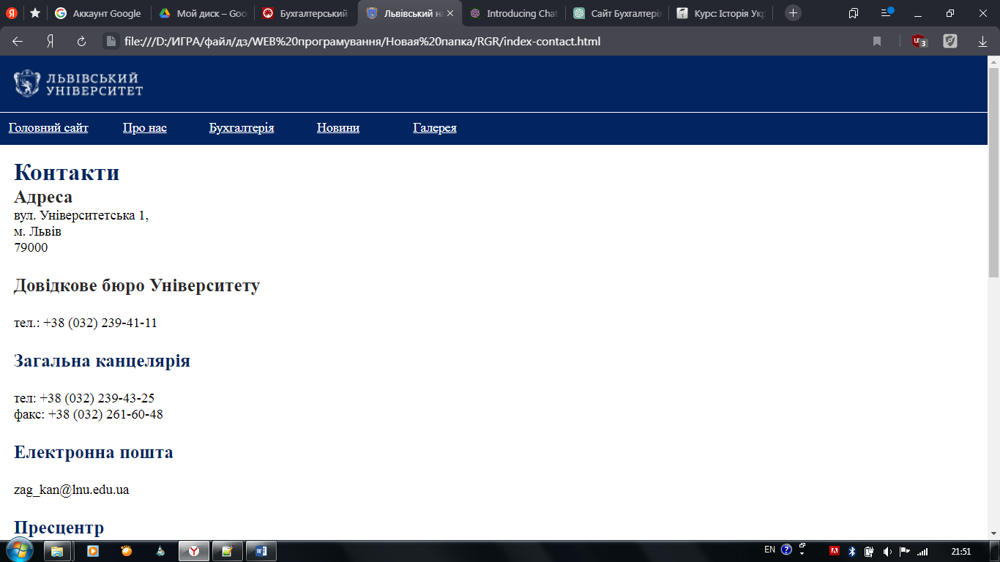 Аккаунт Google
Мой диск – Goo
Бухгалтерський
Львівський на
Introducing Chat
Сайт Бухгалтерія
Курс: Історія Укр
file:///D:/ИГРА/файл/дз/WEB%20програмування/Новая%20папка/RGR/index-contact.html
3
ЛЬВІВСЬКИЙ
УНІВЕРСИТЕТ
Головний сайт Про нас Бухгалтерія Новини Галерея
Контакти
Адреса
вул. Університетська 1,
м. Львів
79000
Довідкове бюро Університету
тел.: +38 (032) 239-41-11
Загальна канцелярія
тел: +38 (032) 239-43-25
факс: +38 (032) 261-60-48
Електронна пошта
zag_kan@lnu.edu.ua
Пресцентр
EN
21:51